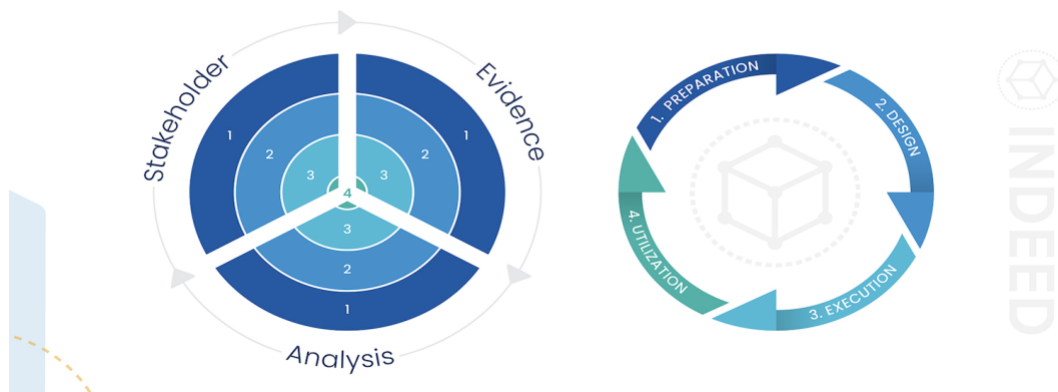 Stakeholder
Evidence
Analysis
1
2
3
1
2
3
4
3
2
1
1. PREPARATION
2. DESIGN
3. EXECUTION
4. UTILIZATION
INDEED